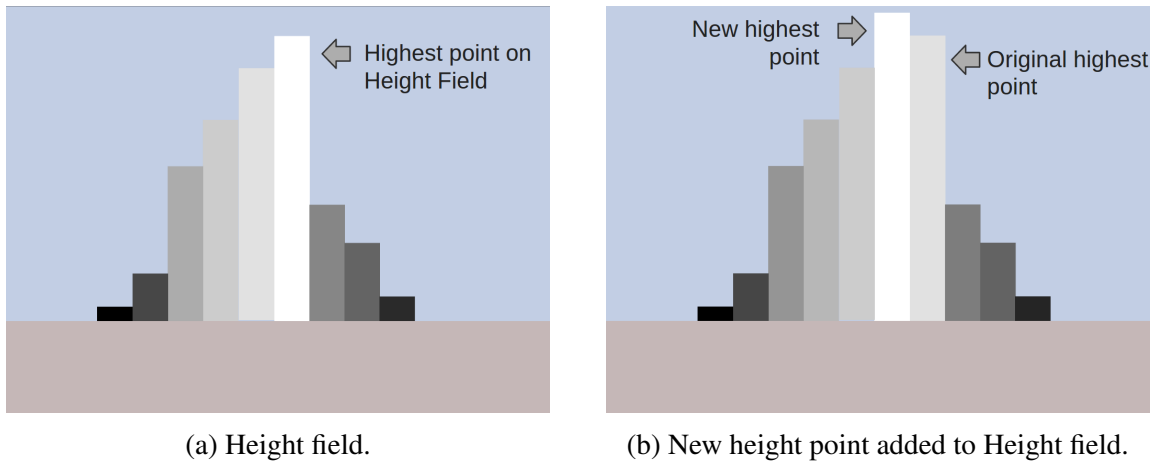 Highest point on
Height Field
New highest
point
Original highest
point
(a) Height field.
(b) New height point added to Height field.